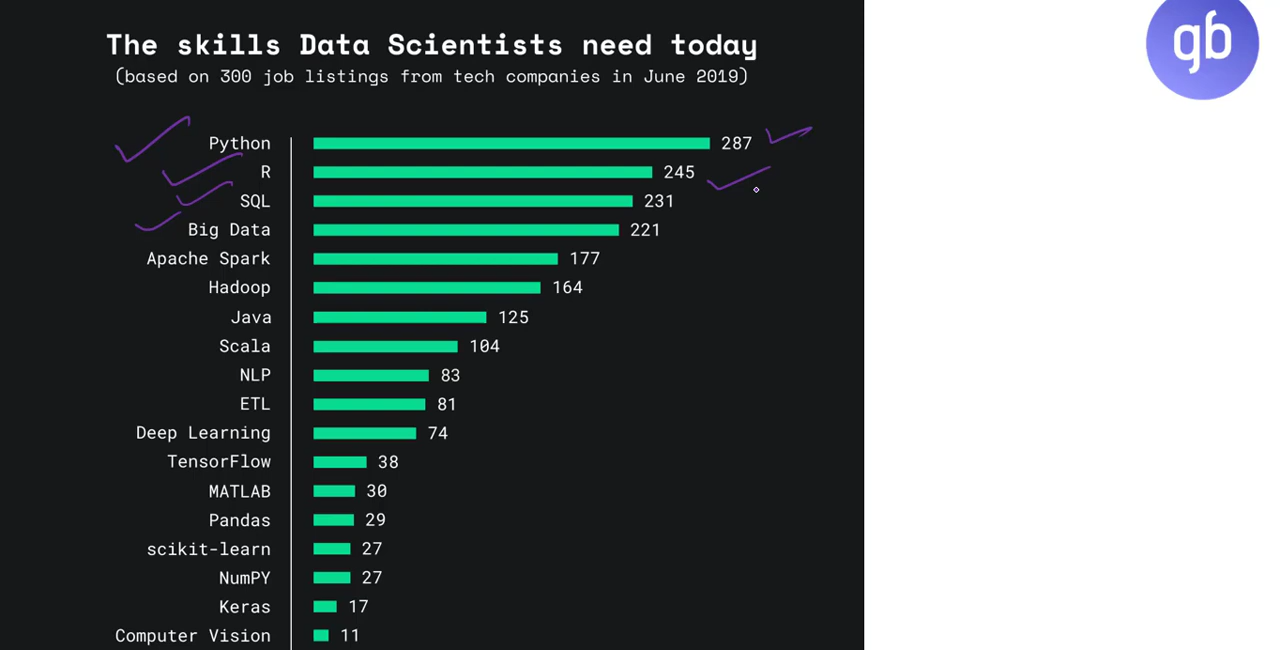 gb
The skills Data Scientists need today
(based on 300 job listings from tech companies in June 2019)
Python 287
R 245
SQL 231
Big Data 221
Apache Spark 177
Hadoop 164
Java 125
Scala 104
NLP 83
ETL 81
Deep Learning 74
TensorFlow 38
MATLAB 30
Pandas 29
scikit-learn 27
NumPY 27
Keras 17
Computer Vision 11